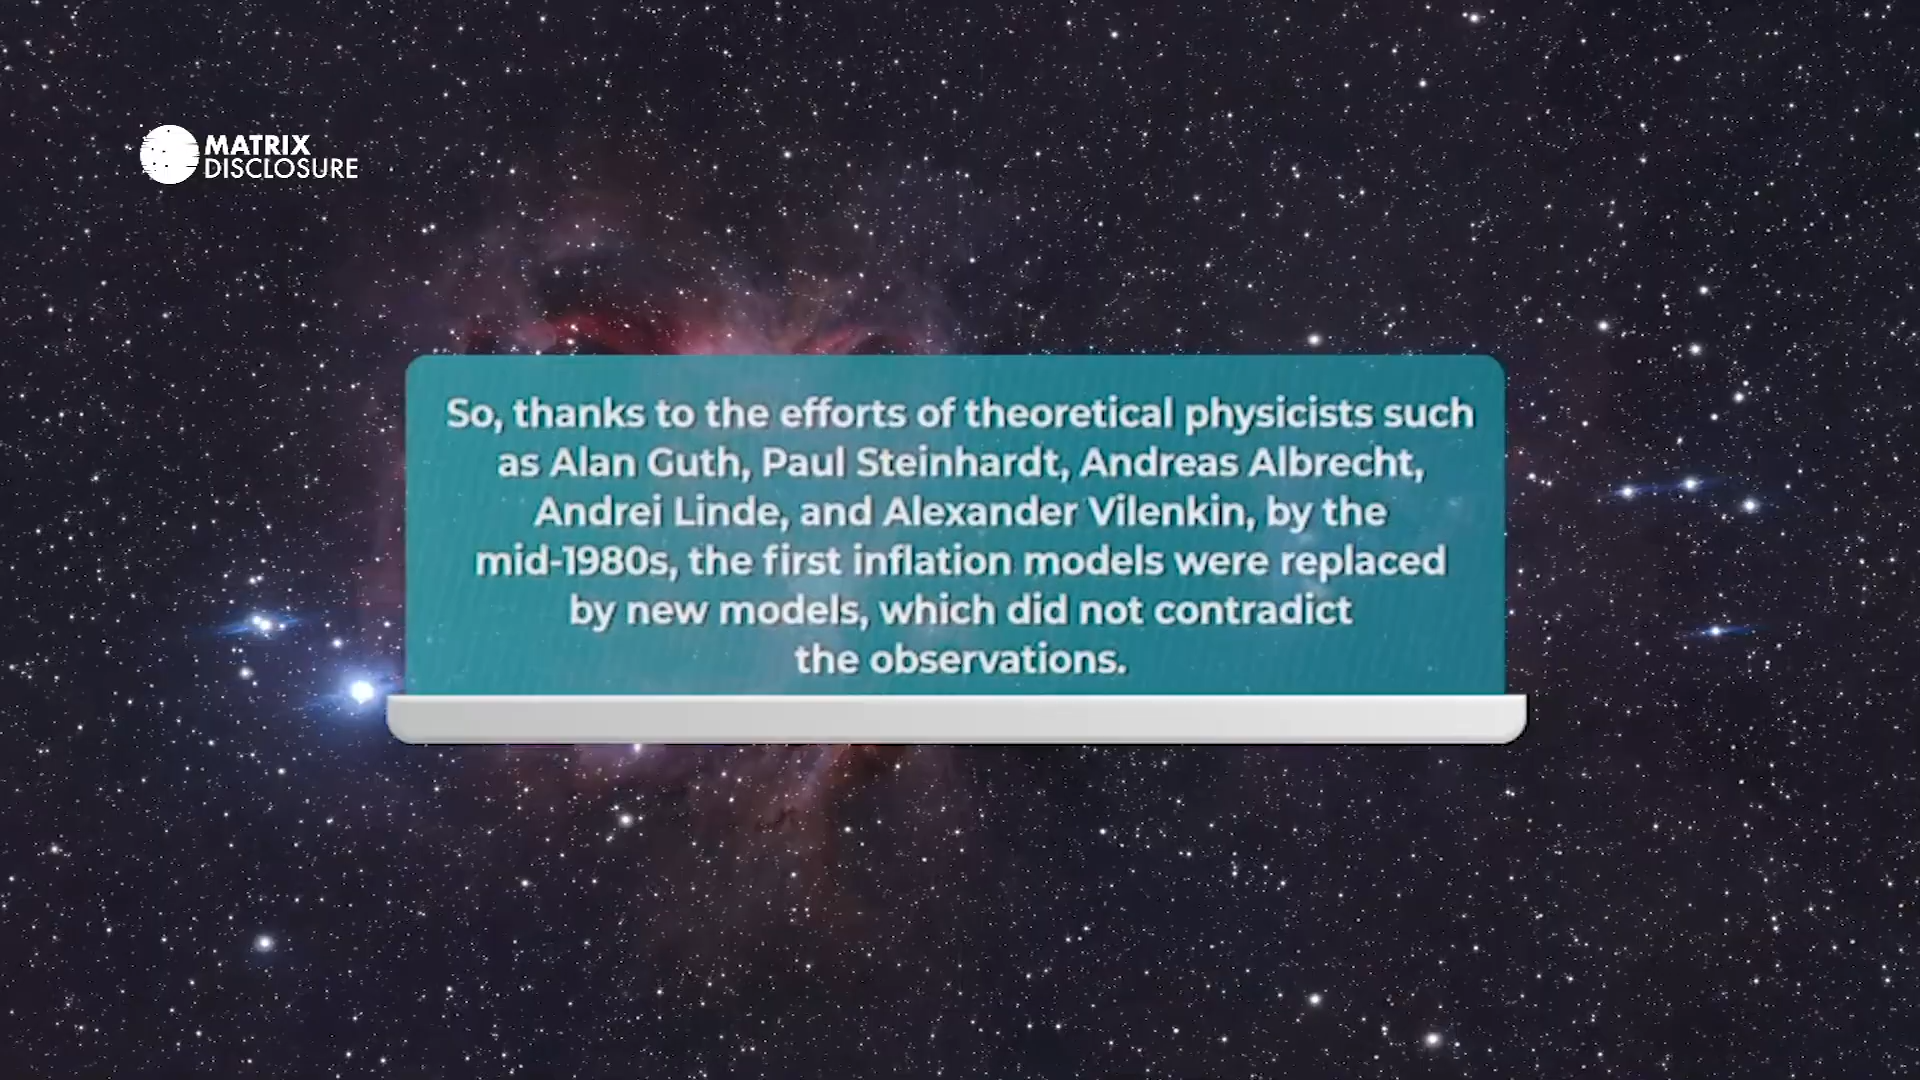 MATRIX
DISCLOSURE
So, thanks to the efforts of theoretical physicists such
as Alan Guth, Paul Steinhardt, Andreas Albrecht,
Andrei Linde, and Alexander Vilenkin, by the
mid-1980s, the first inflation models were replaced
by new models, which did not contradict
the observations.